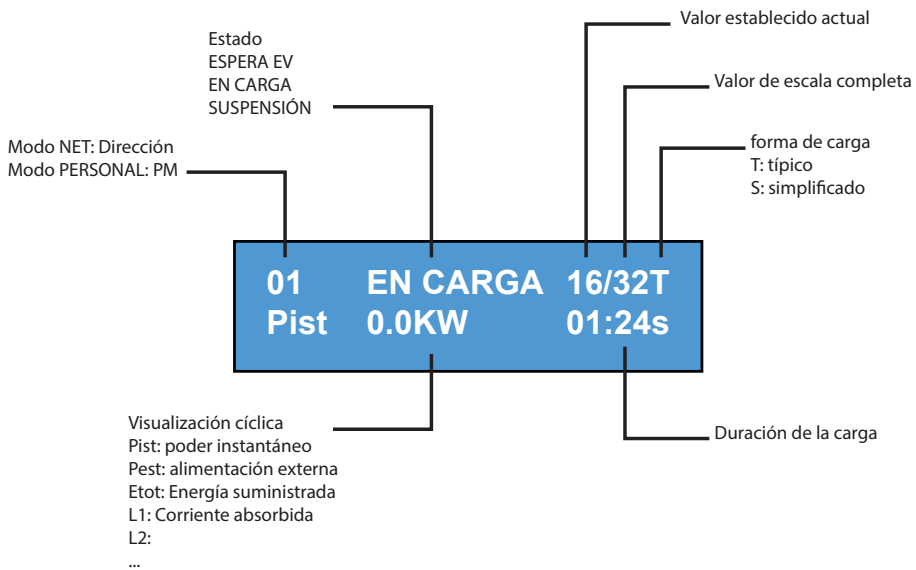 Valor establecido actual
Estado
ESPERA EV
EN CARGA
SUSPENSIÓN
Valor de escala completa
Modo NET: Dirección
Modo PERSONAL: PM
forma de carga
T: típico
S: simplificado
01 EN CARGA 16/32T
Pist 0.0KW 01:24s
Visualización cíclica
Pist: poder instantáneo
Pest: alimentación externa
Etot: Energía suministrada
L1: Corriente absorbida
L2:
...
Duración de la carga